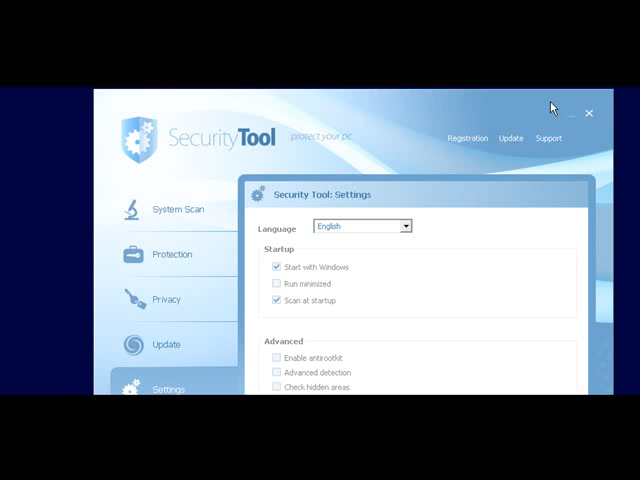 SecurityTool protect your pc
Registration Update Support
System Scan
Protection
Privacy
Update
Settings
Security Tool: Settings
Language English
Startup
Start with Windows
Run minimized
Scan at startup
Advanced
Enable antirootkit
Advanced detection
Check hidden areas